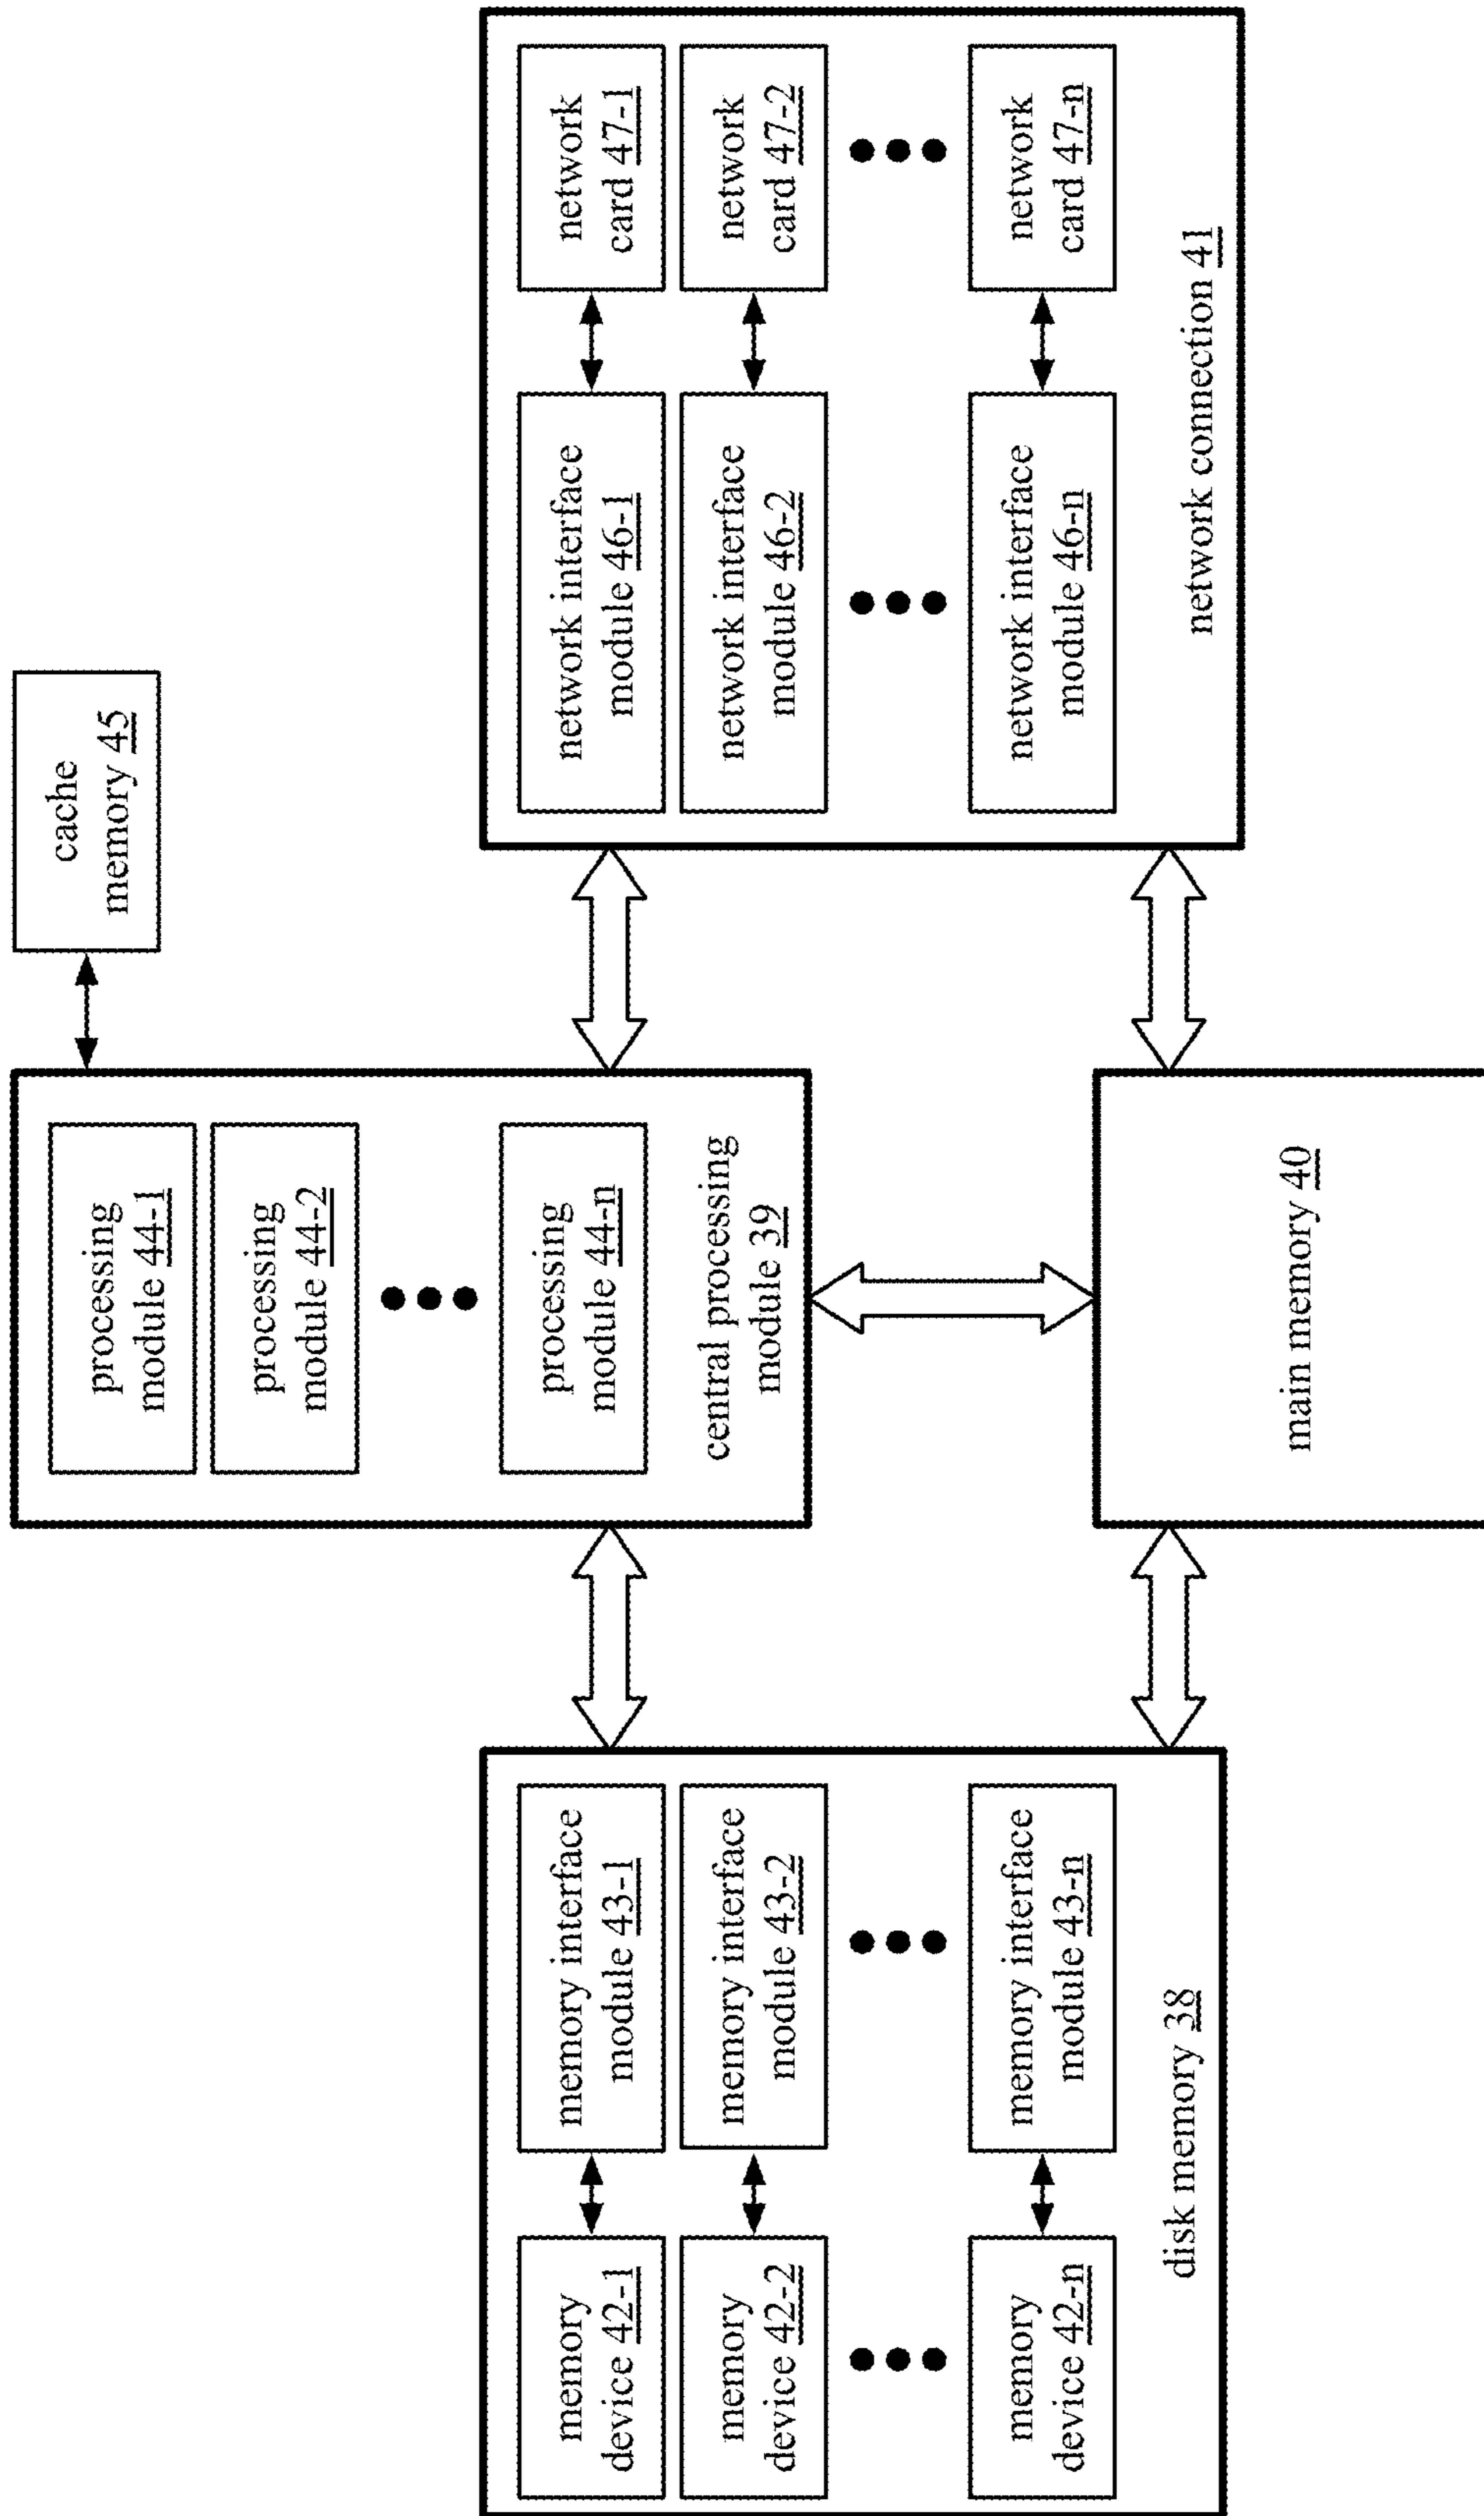 cache
memory 45
processing
module 44-1
processing
module 44-2
processing
module 44-n
central processing
module 39
memory
device 42-1
memory interface
module 43-1
memory
device 42-2
memory interface
module 43-2
memory
device 42-n
memory interface
module 43-n
disk memory 38
network interface
module 46-1
network
card 47-1
network interface
module 46-2
network
card 47-2
network interface
module 46-n
network
card 47-n
network connection 41
main memory 40